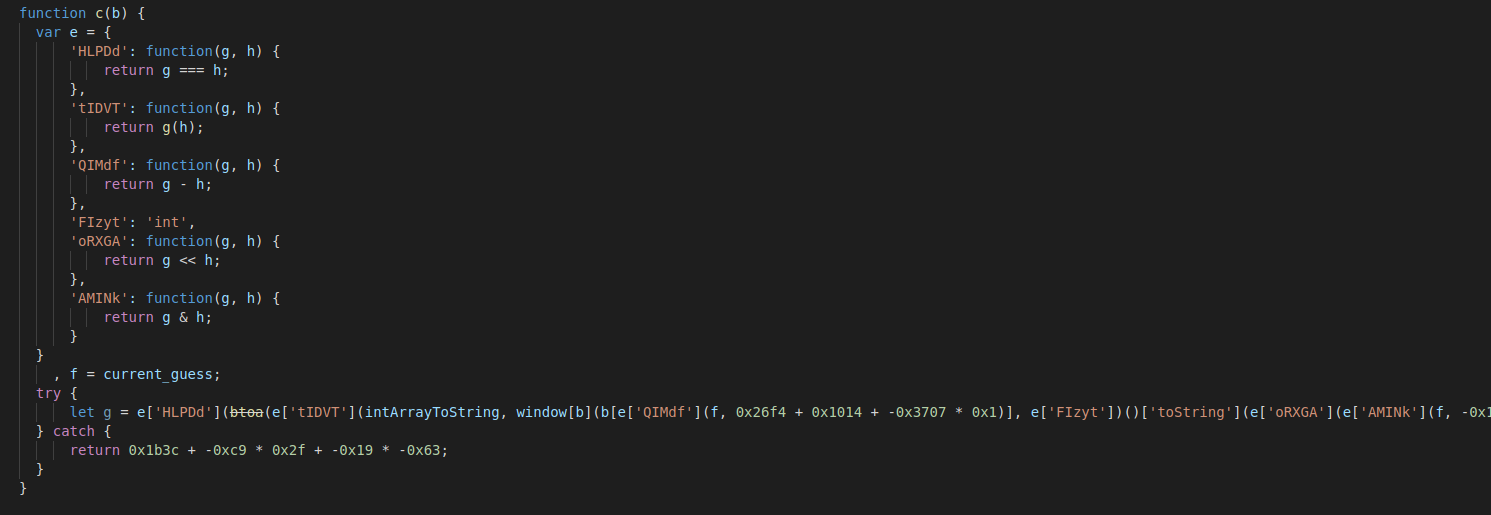 function c(b) {
var e = {
'HLPDd': function(g, h) {
return g === h;
},
'tIDVT': function(g, h) {
return g(h);
},
'QIMdf': function(g, h) {
return g - h;
},
'FIzyt': 'int',
'oRXGA': function(g, h) {
return g << h;
},
'AMINk': function(g, h) {
return g & h;
}
}
, f = current_guess;
try {
let g = e['HLPDd'](btoa(e['tIDVT'](intArrayToString, window[b](b[e['QIMdf'](f, 0x26f4 + 0x1014 + -0x3707 * 0x1)], e['FIzyt'])()['toString'](e['oRXGA'](e['AMINk'](f, -0x1
} catch {
return 0x1b3c + -0xc9 * 0x2f + -0x19 * -0x63;
}
}